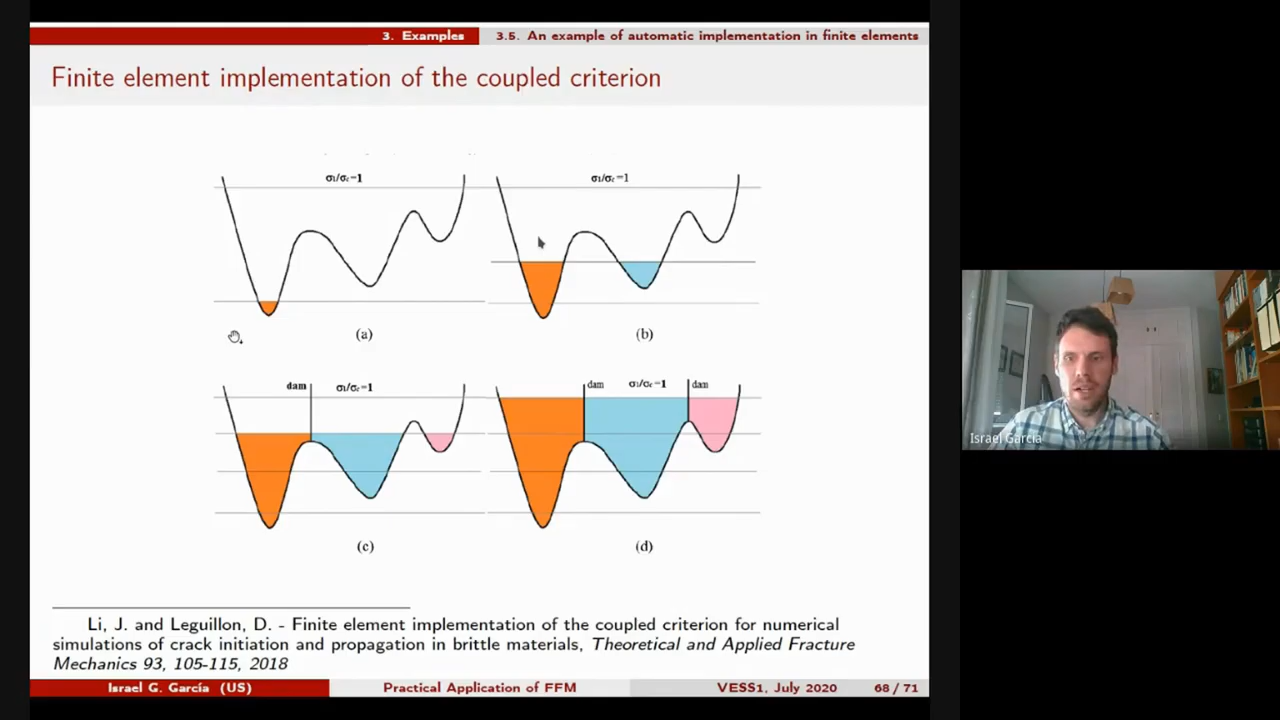 3. Examples 3.5. An example of automatic implementation in finite elements
Finite element implementation of the coupled criterion
σ₁/σc=1 σ₁/σc=1
(a) (b)
dam σ₁/σc=1 dam σ₁/σc=1 dam
(c) (d)
Li, J. and Leguillon, D. - Finite element implementation of the coupled criterion for numerical
simulations of crack initiation and propagation in brittle materials, Theoretical and Applied Fracture
Mechanics 93, 105-115, 2018
Israel G. García (US) Practical Application of FFM VESS1, July 2020 68 / 71
Israel García